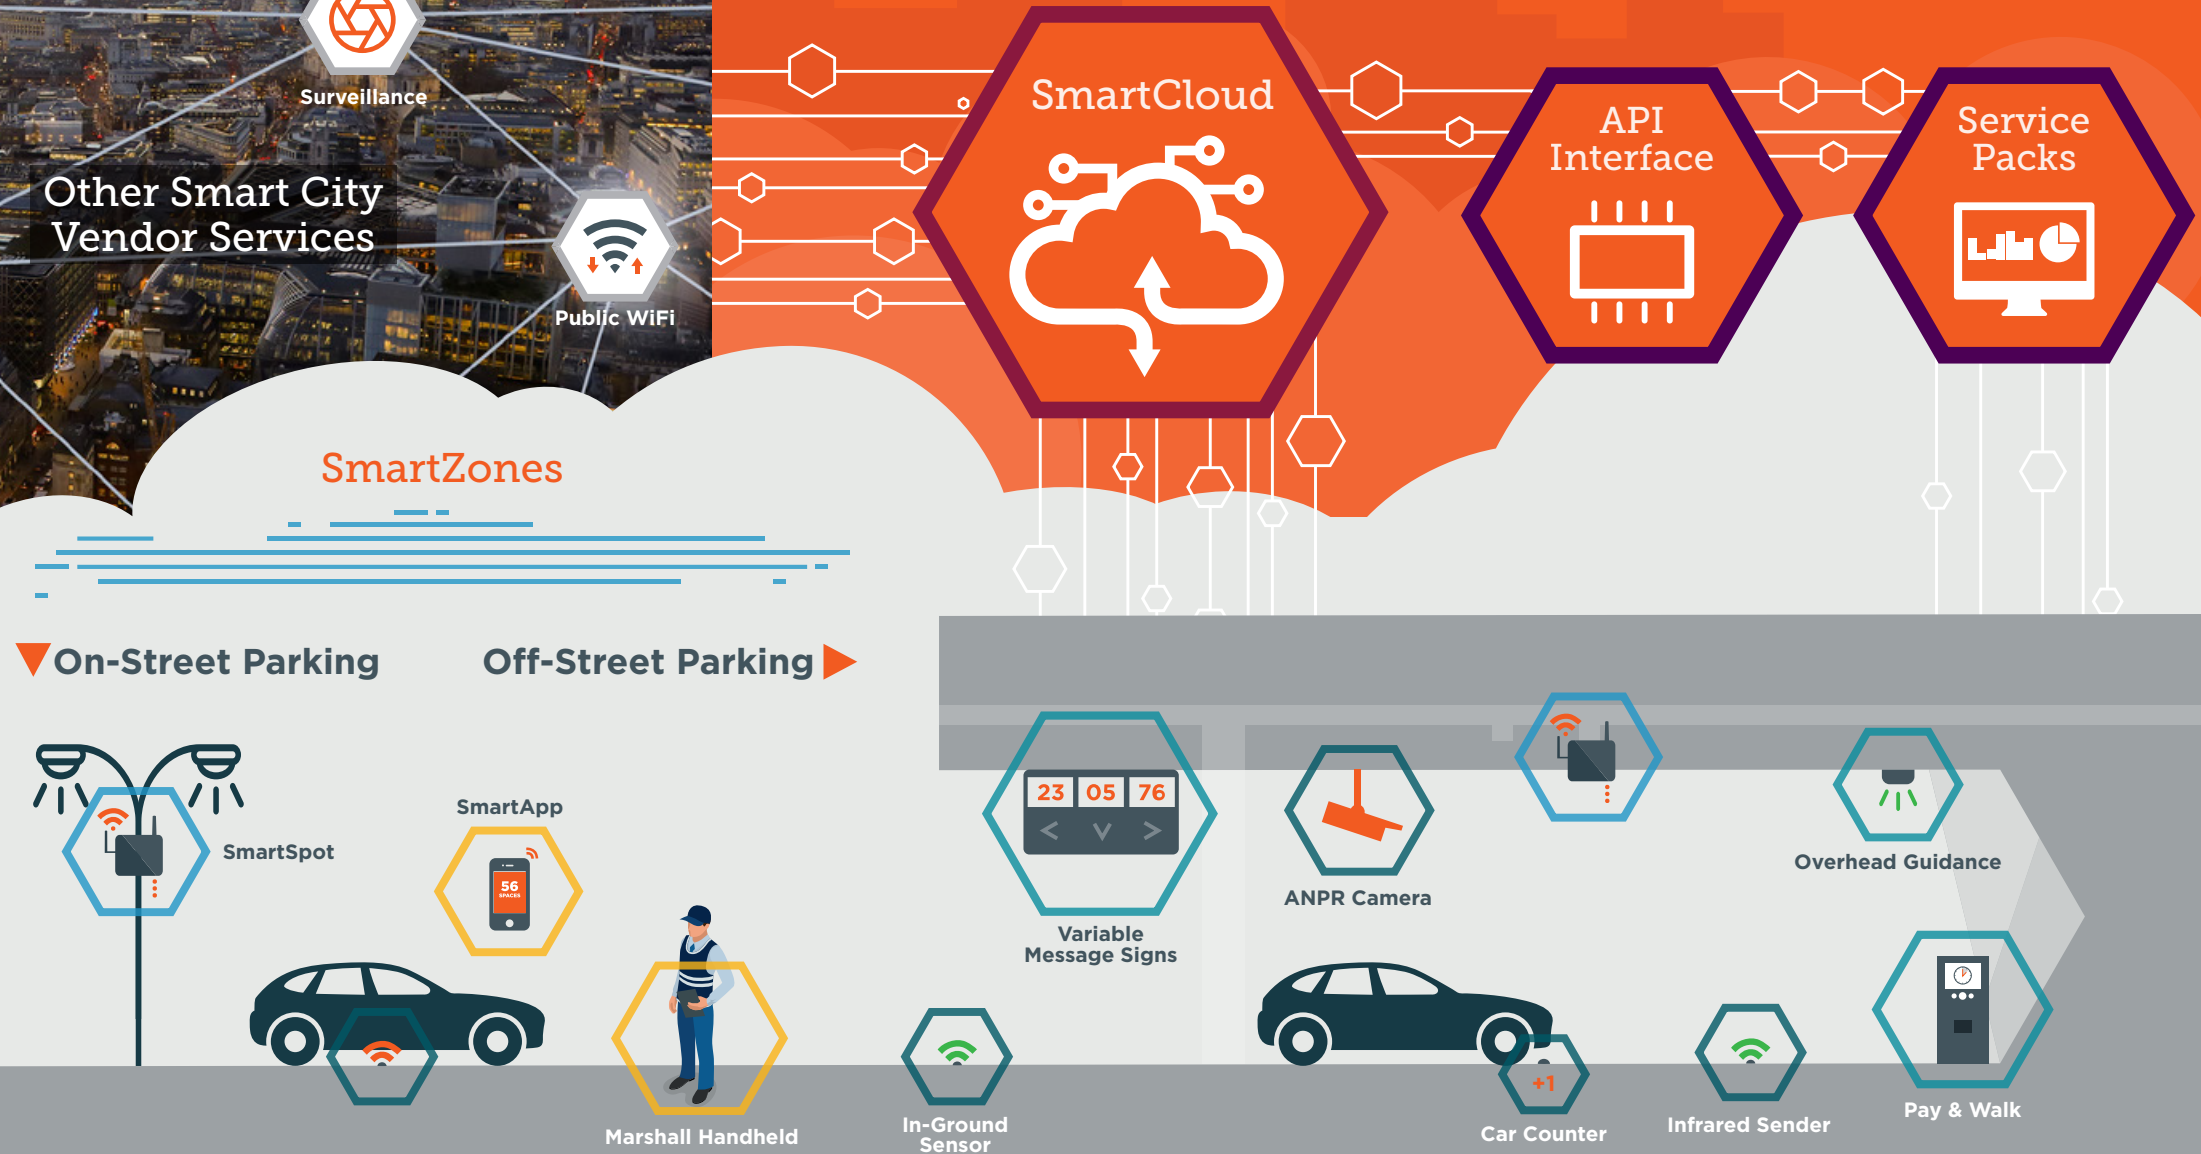 Surveillance
Other Smart City
Vendor Services
Public WiFi
SmartCloud
API
Interface
Service
Packs
SmartZones
On-Street Parking
Off-Street Parking
SmartSpot
SmartApp
56
SPACES
Marshall Handheld
In-Ground
Sensor
23 05 76
Variable
Message Signs
ANPR Camera
Overhead Guidance
+1
Car Counter
Infrared Sender
Pay & Walk